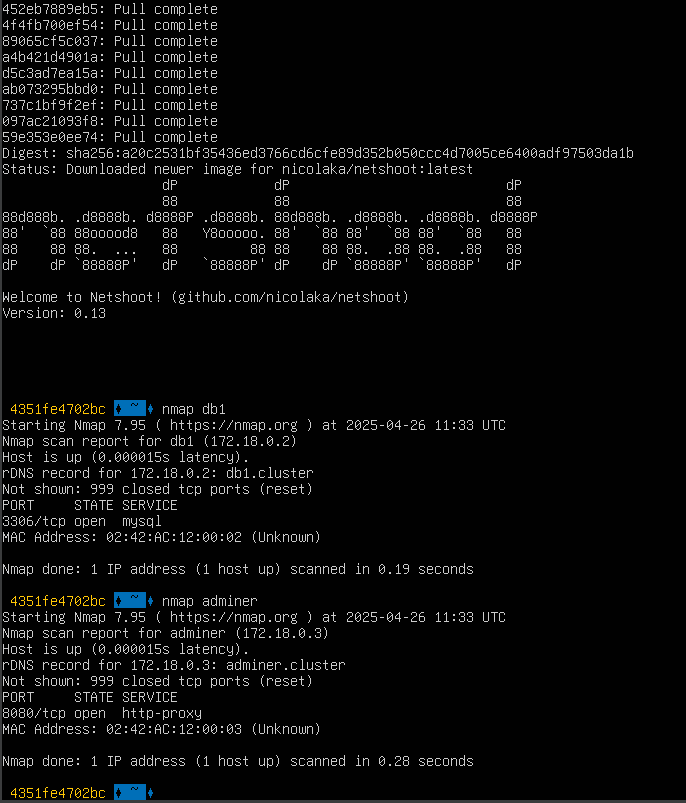 452eb7889eb5: Pull complete
4f4fb700ef54: Pull complete
89065cf5c037: Pull complete
a4b421d4901a: Pull complete
d5c3ad7ea15a: Pull complete
ab073295bbd0: Pull complete
737c1bf9f2ef: Pull complete
097ac21093f8: Pull complete
59e353e0ee74: Pull complete
Digest: sha256:a20c2531bf35436ed3766cd6cfe89d352b050ccc4d7005ce6400adf97503da1b
Status: Downloaded newer image for nicolaka/netshoot:latest
                    dP            dP                           dP
                    88            88                           88
88d888b. .d8888b. d8888P .d8888b. 88d888b. .d8888b. .d8888b. d8888P
88'  `88 88ooood8   88   Y8ooooo. 88'  `88 88'  `88 88'  `88   88
88    88 88.  ...   88         88 88    88 88.  .88 88.  .88   88
dP    dP `88888P'   dP   `88888P' dP    dP `88888P' `88888P'   dP
Welcome to Netshoot! (github.com/nicolaka/netshoot)
Version: 0.13
4351fe4702bc ~ nmap db1
Starting Nmap 7.95 ( https://nmap.org ) at 2025-04-26 11:33 UTC
Nmap scan report for db1 (172.18.0.2)
Host is up (0.000015s latency).
rDNS record for 172.18.0.2: db1.cluster
Not shown: 999 closed tcp ports (reset)
PORT     STATE SERVICE
3306/tcp open  mysql
MAC Address: 02:42:AC:12:00:02 (Unknown)
Nmap done: 1 IP address (1 host up) scanned in 0.19 seconds
4351fe4702bc ~ nmap adminer
Starting Nmap 7.95 ( https://nmap.org ) at 2025-04-26 11:33 UTC
Nmap scan report for adminer (172.18.0.3)
Host is up (0.000015s latency).
rDNS record for 172.18.0.3: adminer.cluster
Not shown: 999 closed tcp ports (reset)
PORT     STATE SERVICE
8080/tcp open  http-proxy
MAC Address: 02:42:AC:12:00:03 (Unknown)
Nmap done: 1 IP address (1 host up) scanned in 0.28 seconds
4351fe4702bc ~